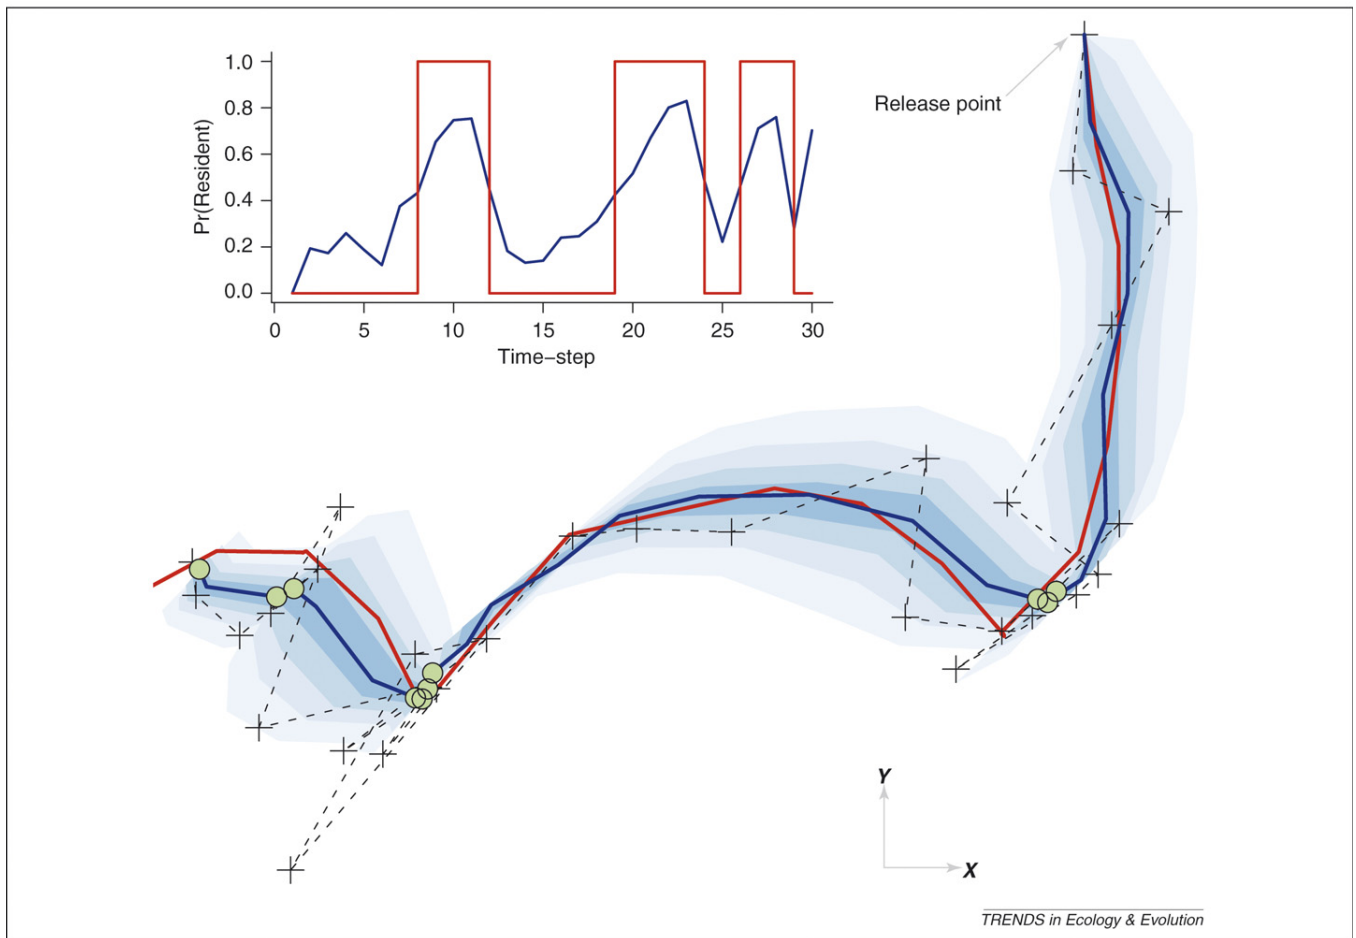 1.0
0.8
0.6
0.4
0.2
0.0
Pr(Resident)
0 5 10 15 20 25 30
Time–step
Release point
Y
X
TRENDS in Ecology & Evolution